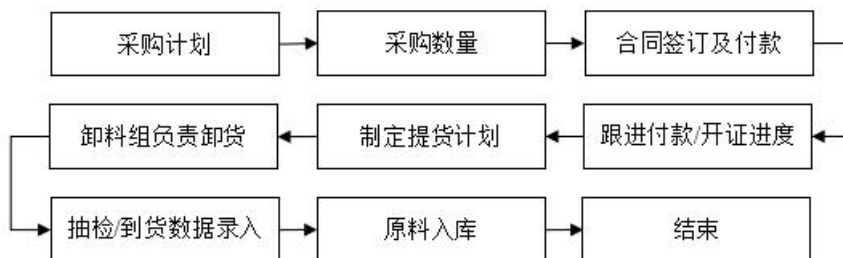 采购计划
采购数量
合同签订及付款
卸料组负责卸货
制定提货计划
跟进付款/开证进度
抽检/到货数据录入
原料入库
结束